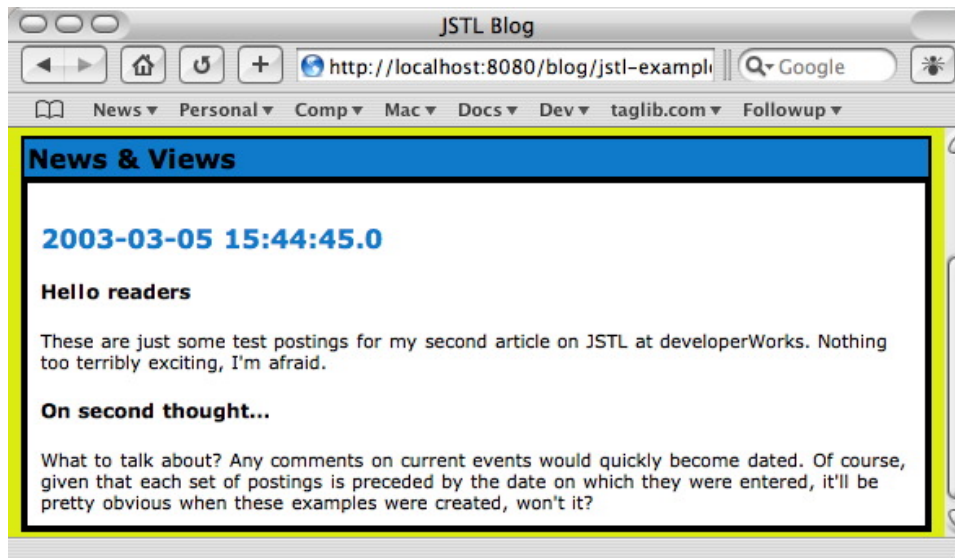 JSTL Blog
http://localhost:8080/blog/jstl-exampl
Google
News Personal Comp Mac Docs Dev taglib.com Followup
News & Views
2003-03-05 15:44:45.0
Hello readers
These are just some test postings for my second article on JSTL at developerWorks. Nothing
too terribly exciting, I'm afraid.
On second thought...
What to talk about? Any comments on current events would quickly become dated. Of course,
given that each set of postings is preceded by the date on which they were entered, it'll be
pretty obvious when these examples were created, won't it?